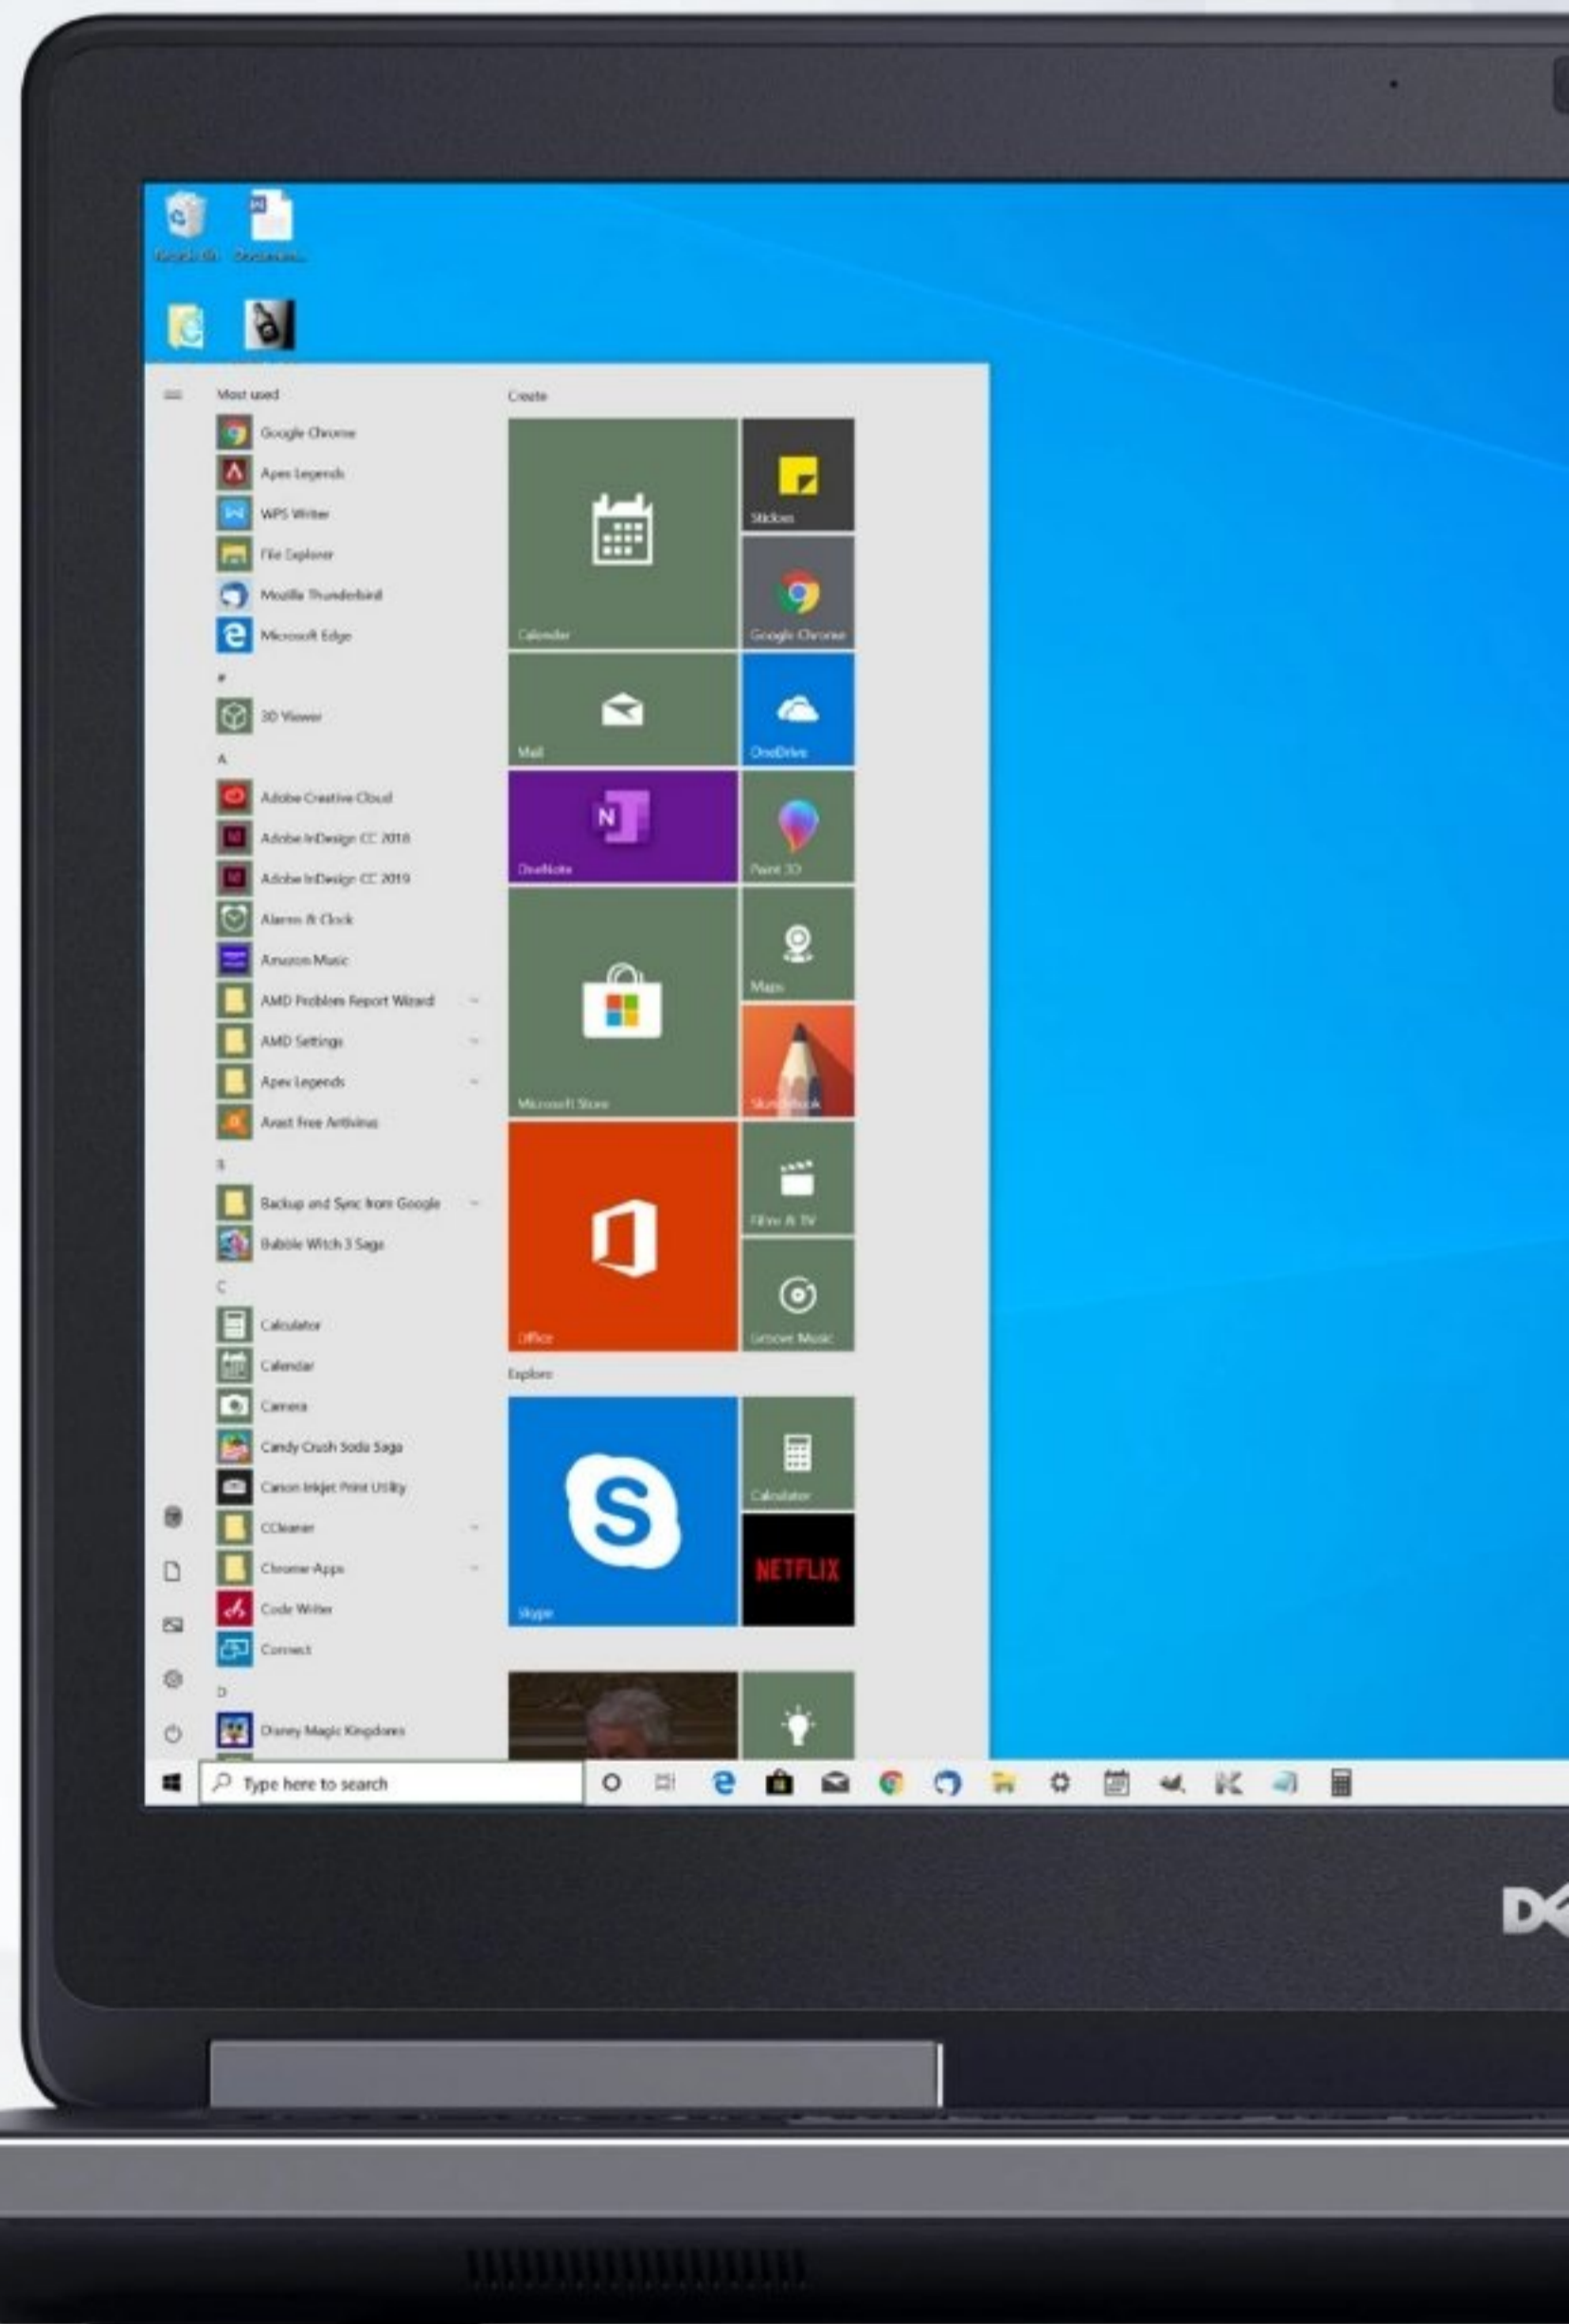 Recycle Bin
Documen...
Most used
Google Chrome
Apex Legends
WPS Writer
File Explorer
Mozilla Thunderbird
Microsoft Edge
#
3D Viewer
A
Adobe Creative Cloud
Adobe InDesign CC 2018
Adobe InDesign CC 2019
Alarms & Clock
Amazon Music
AMD Problem Report Wizard
AMD Settings
Apex Legends
Avast Free Antivirus
B
Backup and Sync from Google
Bubble Witch 3 Saga
C
Calculator
Calendar
Camera
Candy Crush Soda Saga
Canon Inkjet Print Utility
CCleaner
Chrome Apps
Code Writer
Connect
D
Disney Magic Kingdoms
Create
Calendar
Stickies
Google Chrome
Mail
OneDrive
N
OneNote
Paint 3D
Maps
Microsoft Store
Sketchbook
Films & TV
Office
Groove Music
Explore
S
Skype
Calculator
NETFLIX
Type here to search